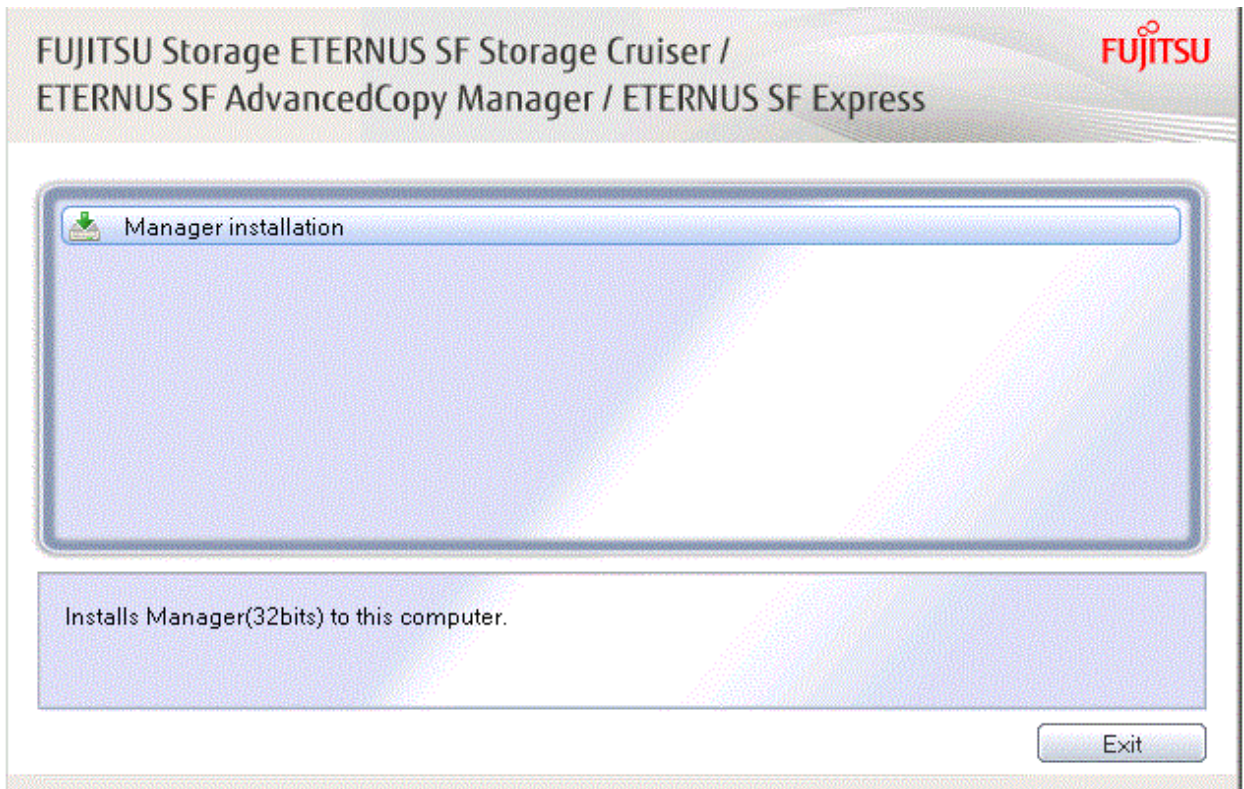 FUJITSU Storage ETERNUS SF Storage Cruiser /
ETERNUS SF AdvancedCopy Manager / ETERNUS SF Express
FUJITSU
Manager installation
Installs Manager(32bits) to this computer.
Exit